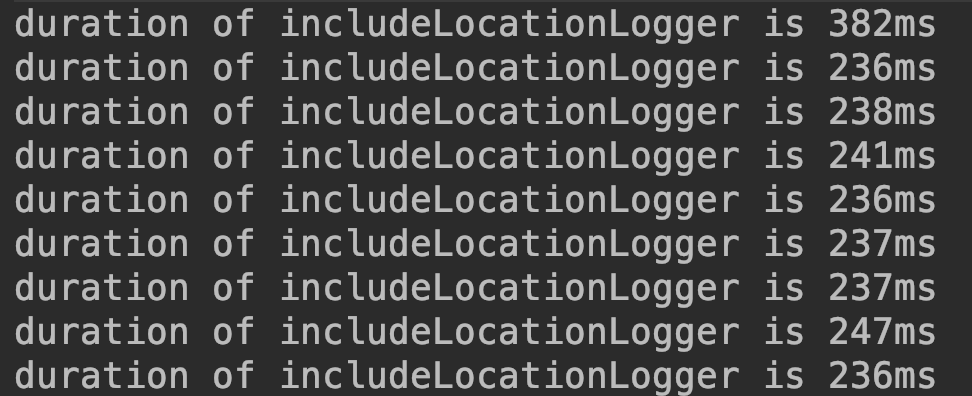 duration of includeLocationLogger is 382ms
duration of includeLocationLogger is 236ms
duration of includeLocationLogger is 238ms
duration of includeLocationLogger is 241ms
duration of includeLocationLogger is 236ms
duration of includeLocationLogger is 237ms
duration of includeLocationLogger is 237ms
duration of includeLocationLogger is 247ms
duration of includeLocationLogger is 236ms